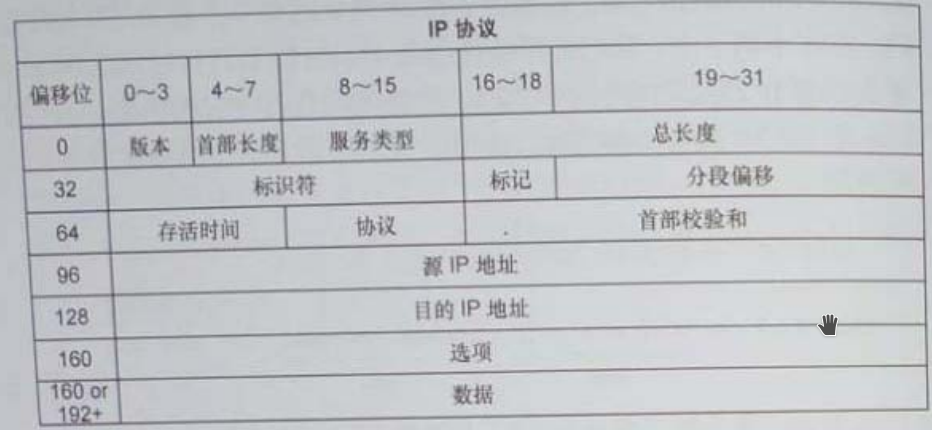 IP 协议
偏移位 0～3 4～7 8～15 16～18 19～31
0 版本 首部长度 服务类型 总长度
32 标识符 标记 分段偏移
64 存活时间 协议 首部校验和
96 源 IP 地址
128 目的 IP 地址
160 选项
160 or
192+ 数据